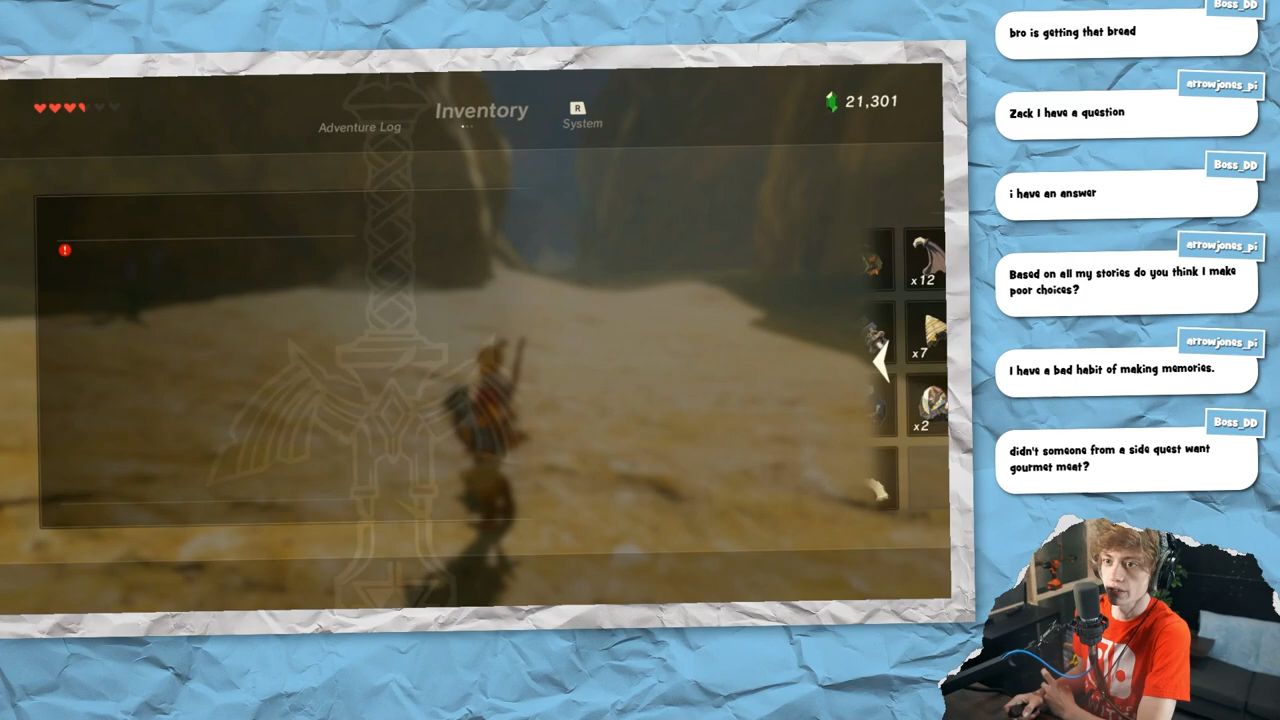 Adventure Log
Inventory
R
System
21,301
x12
x7
x2
Boss_DD
bro is getting that bread
arrowjones_pi
Zack I have a question
Boss_DD
i have an answer
arrowjones_pi
Based on all my stories do you think I make
poor choices?
arrowjones_pi
I have a bad habit of making memories.
Boss_DD
didn't someone from a side quest want
gourmet meat?